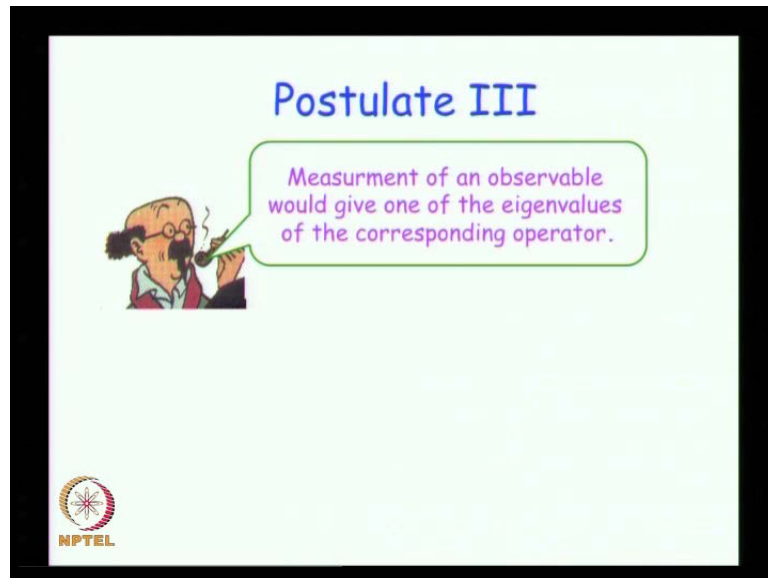 Postulate III
Measurment of an observable
would give one of the eigenvalues
of the corresponding operator.
NPTEL